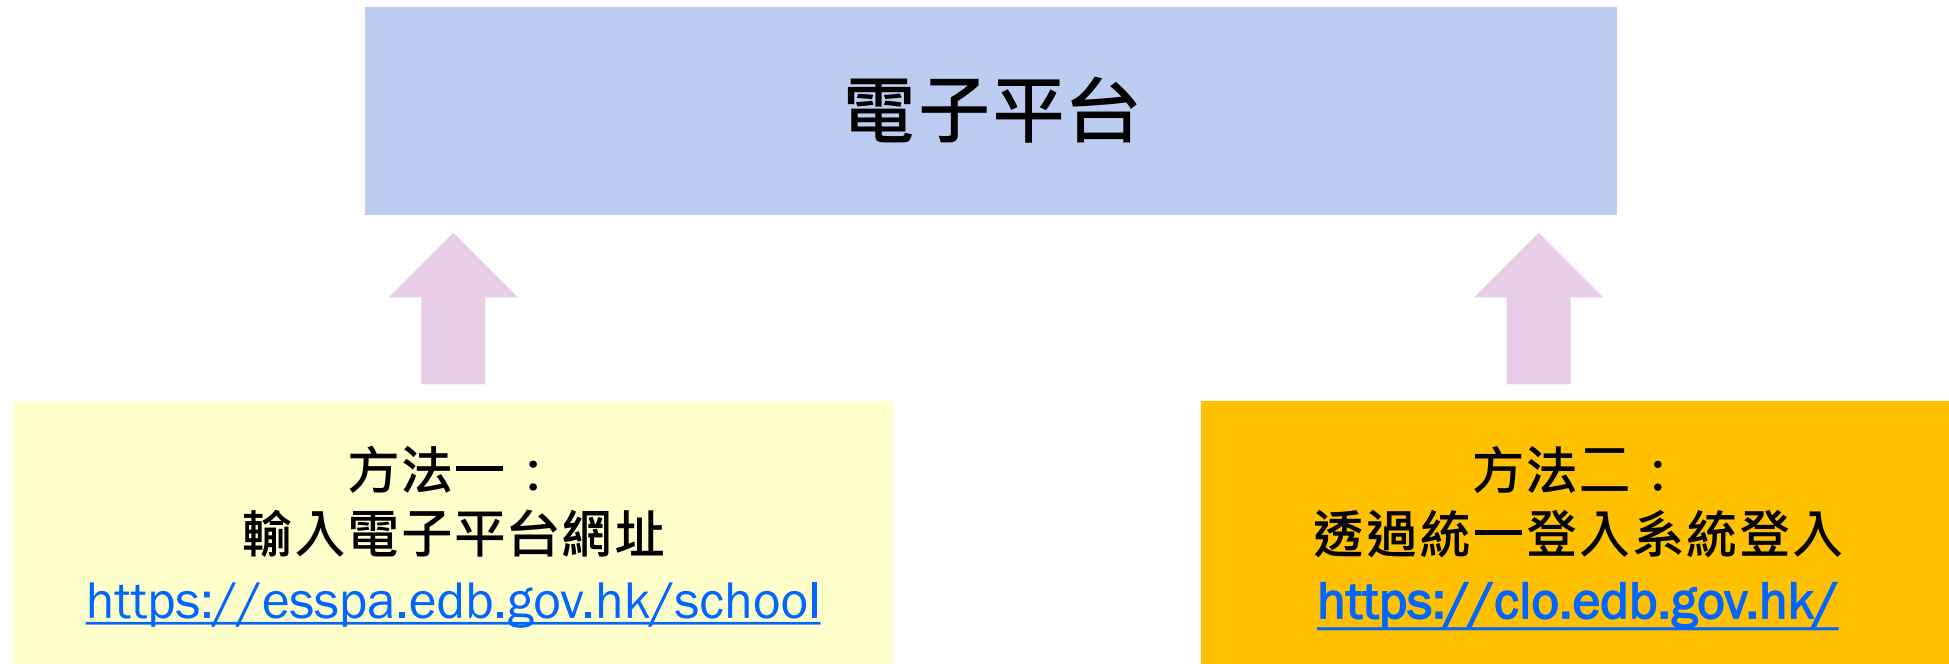 電子平台
方法一：
輸入電子平台網址
https://esspa.edb.gov.hk/school
方法二：
透過統一登入系統登入
https://clo.edb.gov.hk/